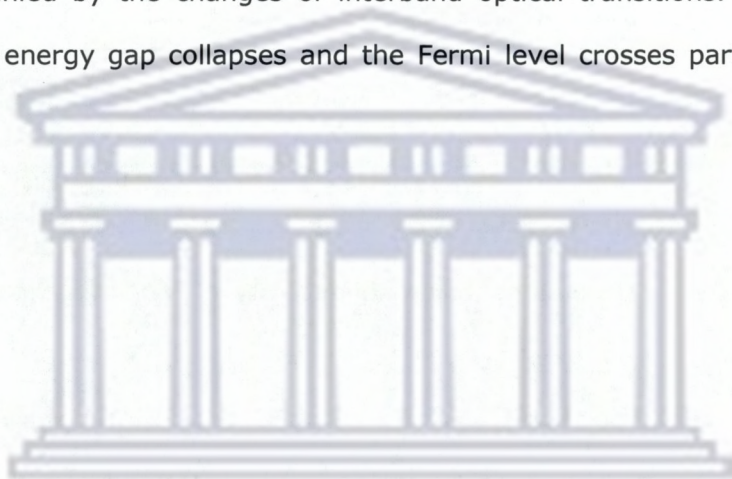 by the changes of interband optical transitions.
energy gap collapses and the Fermi level crosses